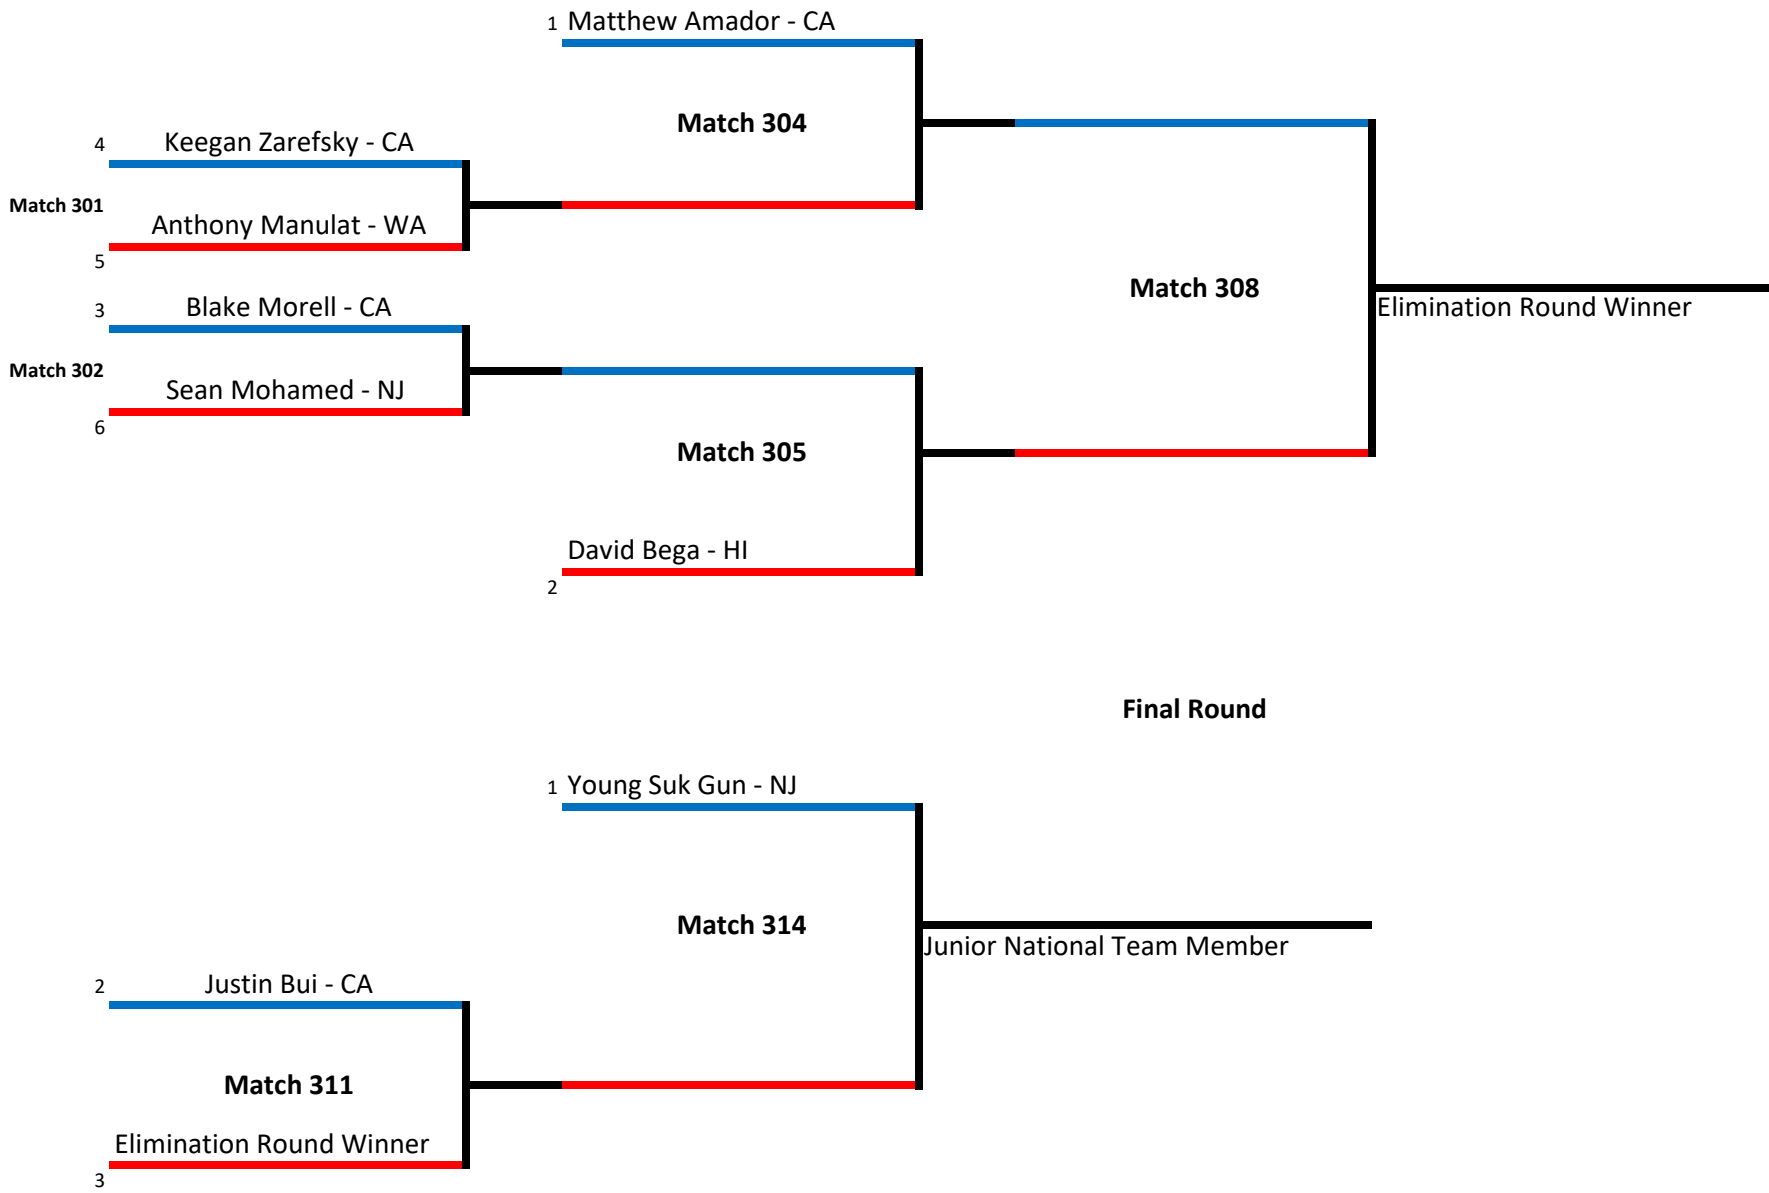 1 Matthew Amador - CA
Match 304
4 Keegan Zarefsky - CA
Match 301
Anthony Manulat - WA
5
3 Blake Morell - CA
Match 308
Elimination Round Winner
Match 302
Sean Mohamed - NJ
6
Match 305
David Bega - HI
2
Final Round
1 Young Suk Gun - NJ
Match 314
Junior National Team Member
2 Justin Bui - CA
Match 311
Elimination Round Winner
3